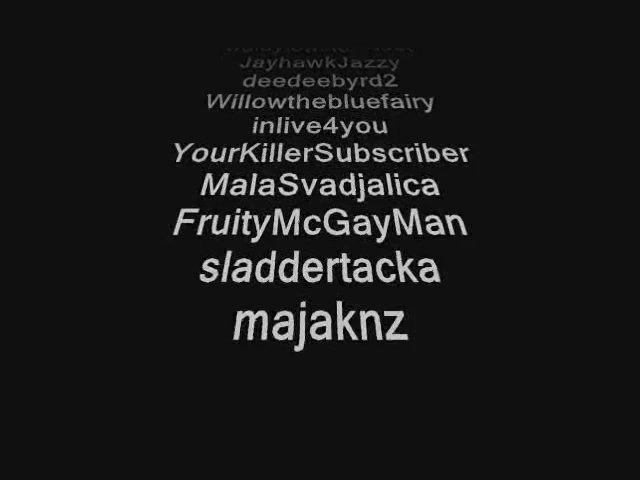 JayhawkJazzy
deedeebyrd2
Willowthebluefairy
inlive4you
YourKillerSubscriber
MalaSvadjalica
FruityMcGayMan
sladdertacka
majaknz